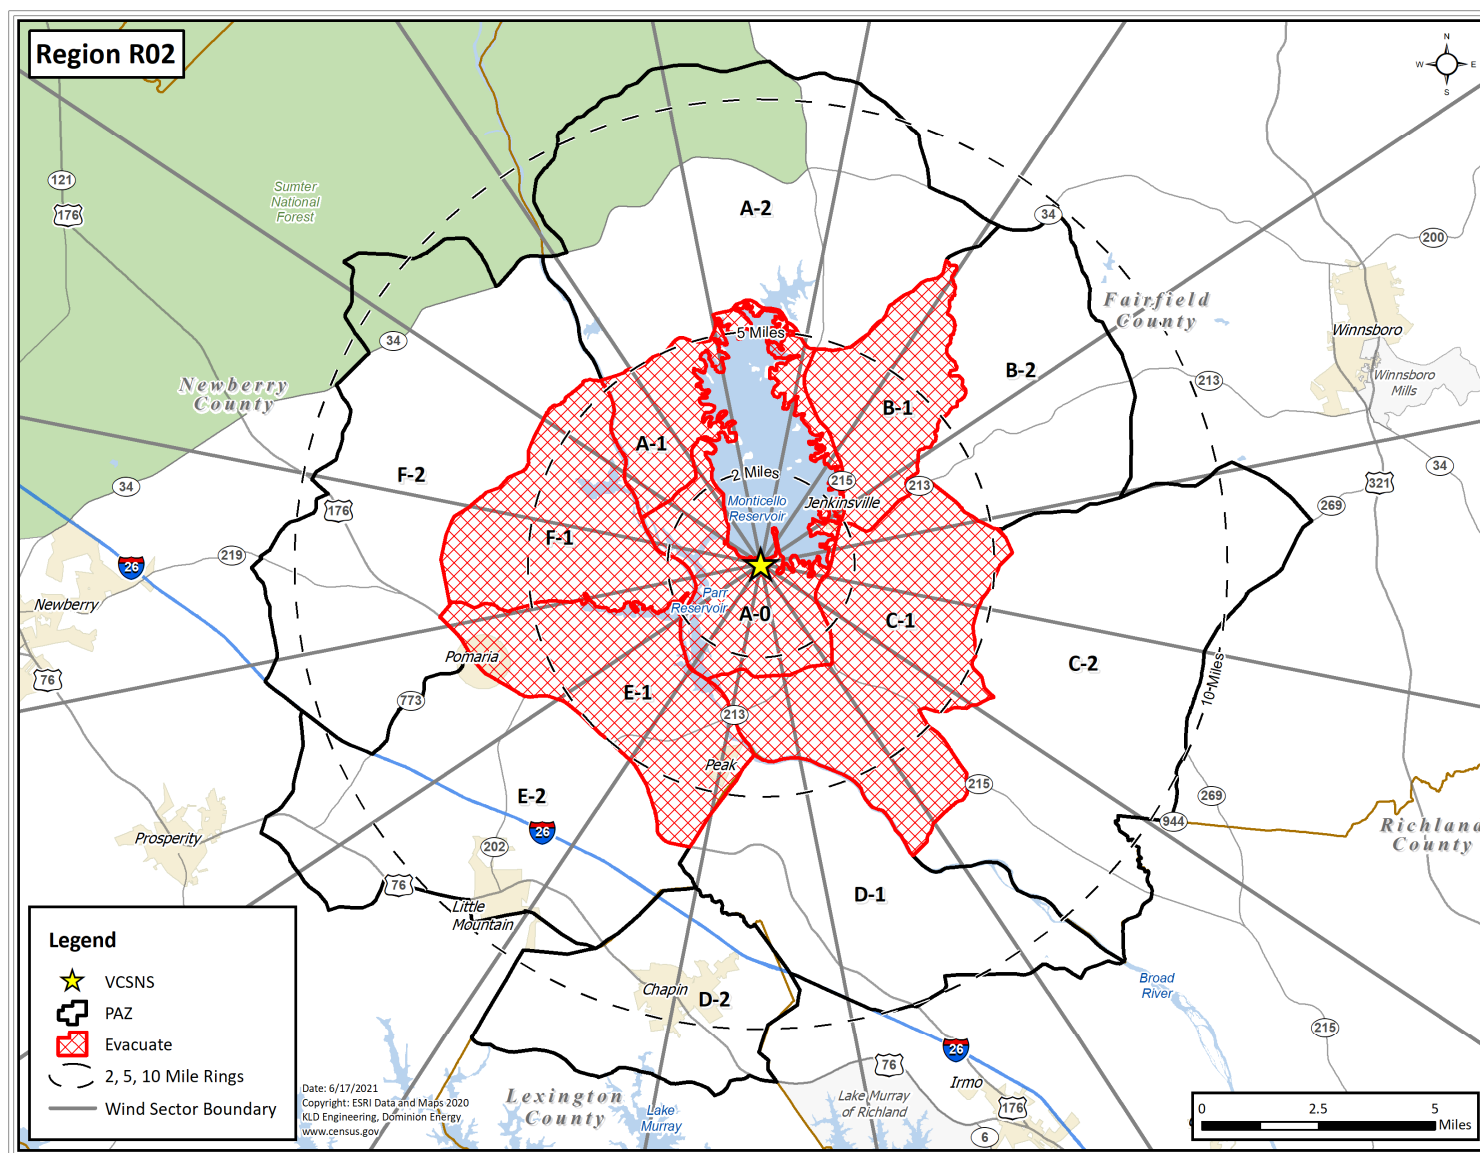 Region R02
N
W
E
S
121
176
Sumter
National
Forest
A-2
34
200
Fairfield
County
Winnsboro
34
5 Miles
Newberry
County
B-2
213
Winnsboro
Mills
B-1
A-1
F-2
2 Miles
34
34
215
213
321
176
Monticello
Reservoir
Jenkinsville
269
F-1
219
26
Parr
Reservoir
A-0
C-1
Newberry
Pomaria
C-2
76
10 Miles
E-1
773
213
Peak
E-2
215
269
26
944
Richland
County
Prosperity
202
76
D-1
Little
Mountain
Chapin
D-2
Broad
River
215
26
76
Irmo
Lake Murray
of Richland
176
6
Lexington
County
Lake
Murray
Legend
VCSNS
PAZ
Evacuate
2, 5, 10 Mile Rings
Wind Sector Boundary
Date: 6/17/2021
Copyright: ESRI Data and Maps 2020
KLD Engineering, Dominion Energy
www.census.gov
0 2.5 5
Miles